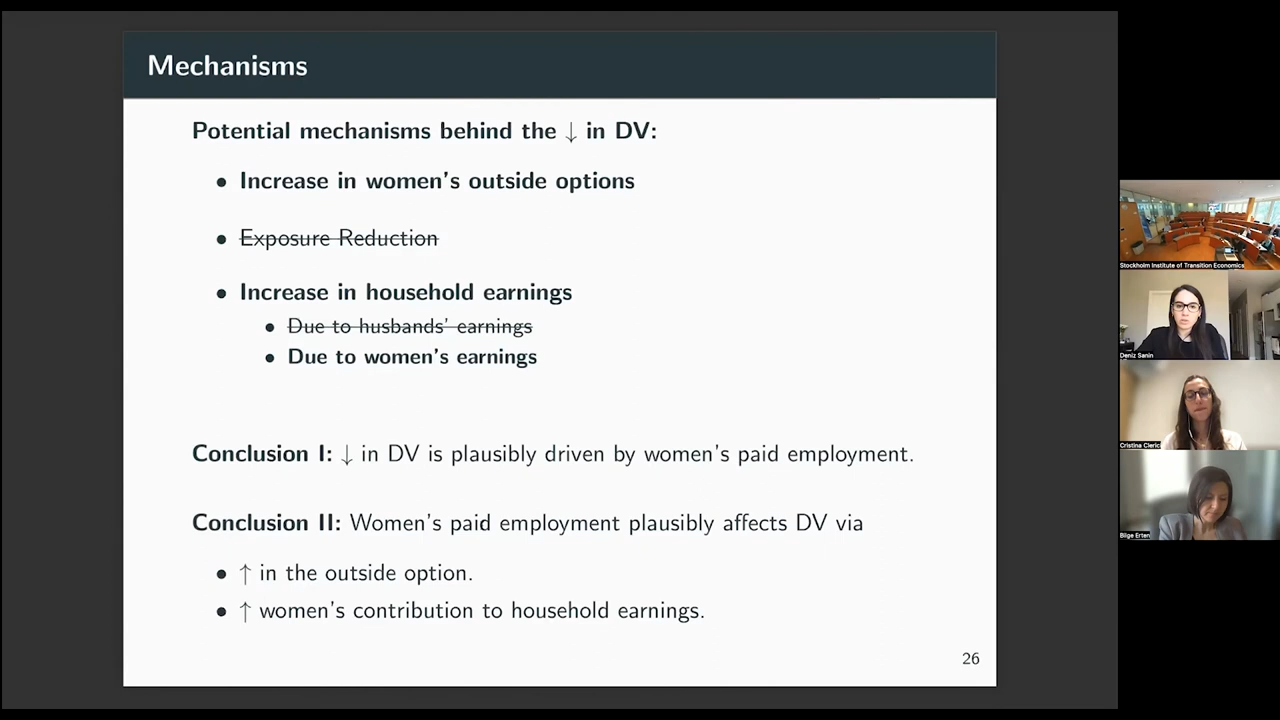 Mechanisms
Potential mechanisms behind the ↓ in DV:
• Increase in women's outside options
• Exposure Reduction
• Increase in household earnings
• Due to husbands' earnings
• Due to women's earnings
Conclusion I: ↓ in DV is plausibly driven by women's paid employment.
Conclusion II: Women's paid employment plausibly affects DV via
• ↑ in the outside option.
• ↑ women's contribution to household earnings.
26
Stockholm Institute of Transition Economics
Deniz Sanin
Cristina Clerici
Bilge Erten